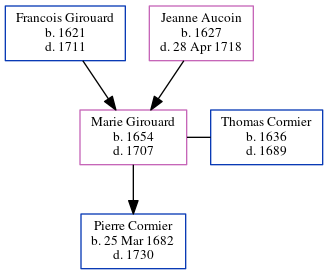 Francois Girouard
b. 1621
d. 1711
Jeanne Aucoin
b. 1627
d. 28 Apr 1718
Marie Girouard
b. 1654
d. 1707
Thomas Cormier
b. 1636
d. 1689
Pierre Cormier
b. 25 Mar 1682
d. 1730